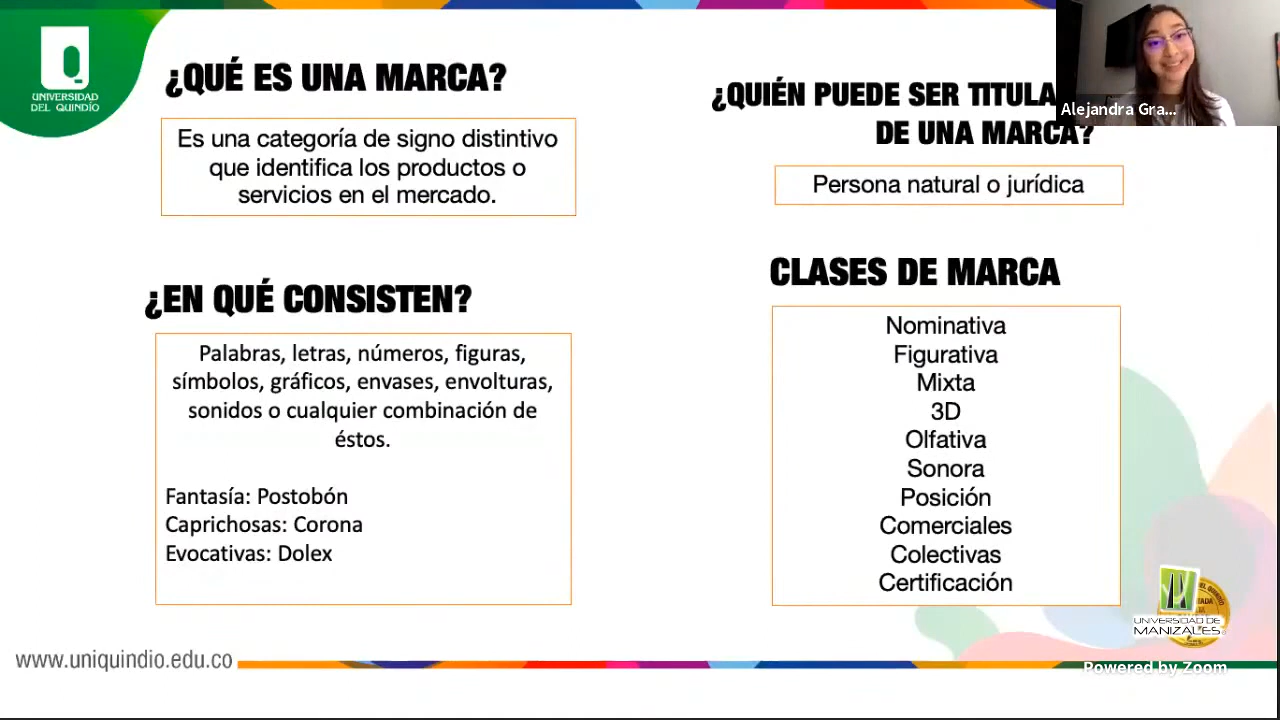 UNIVERSIDAD
DEL QUINDÍO
¿QUÉ ES UNA MARCA?
Es una categoría de signo distintivo
que identifica los productos o
servicios en el mercado.
¿EN QUÉ CONSISTEN?
Palabras, letras, números, figuras,
símbolos, gráficos, envases, envolturas,
sonidos o cualquier combinación de
éstos.
Fantasía: Postobón
Caprichosas: Corona
Evocativas: Dolex
¿QUIÉN PUEDE SER TITULA
DE UNA MARCA?
Persona natural o jurídica
CLASES DE MARCA
Nominativa
Figurativa
Mixta
3D
Olfativa
Sonora
Posición
Comerciales
Colectivas
Certificación
Alejandra Gra...
UNIVERSIDAD DE
MANIZALES
www.uniquindio.edu.co
Powered by Zoom